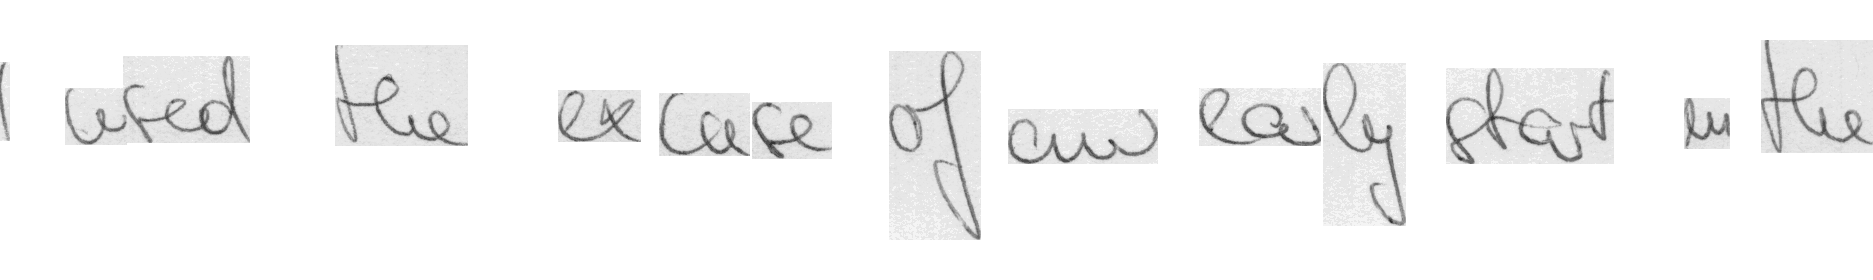 I used the excuse of an early start in the